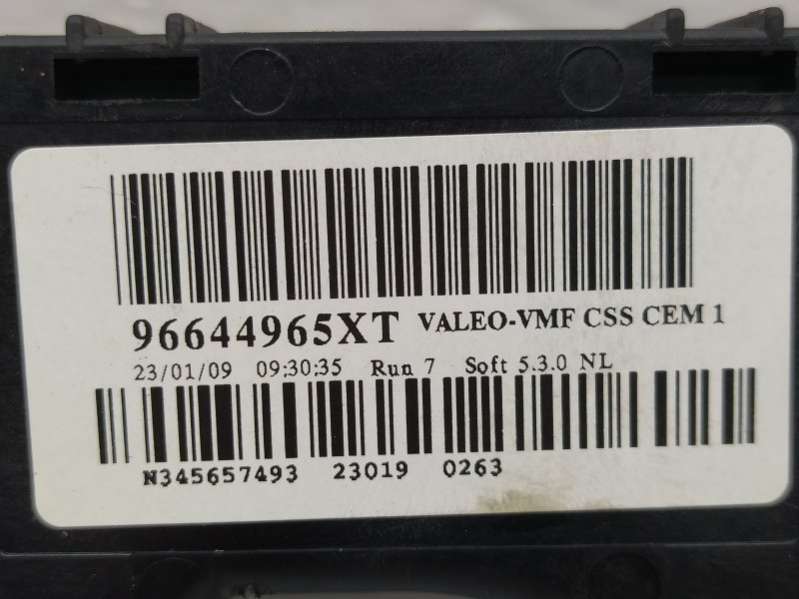 96644965XT VALEO-VMF CSS CEM 1
23/01/09 09:30:35 Run 7 Soft 5.3.0 NL
N345657493 23019 0263